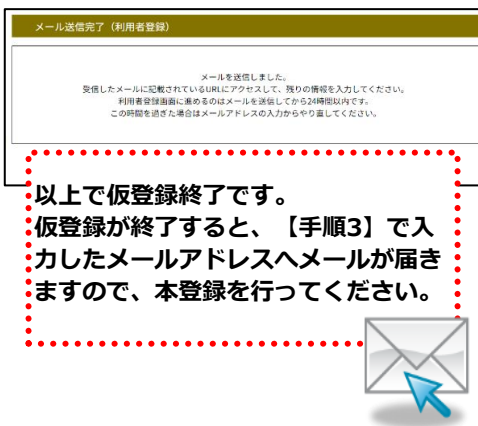 メール送信完了（利用者登録）
メールを送信しました。
受信したメールに記載されているURLにアクセスして、残りの情報を入力してください。
利用者登録画面に進めるのはメールを送信してから24時間以内です。
この時間を過ぎた場合はメールアドレスの入力からやり直してください。
以上で仮登録終了です。
仮登録が終了すると、【手順3】で入
力したメールアドレスへメールが届き
ますので、本登録を行ってください。